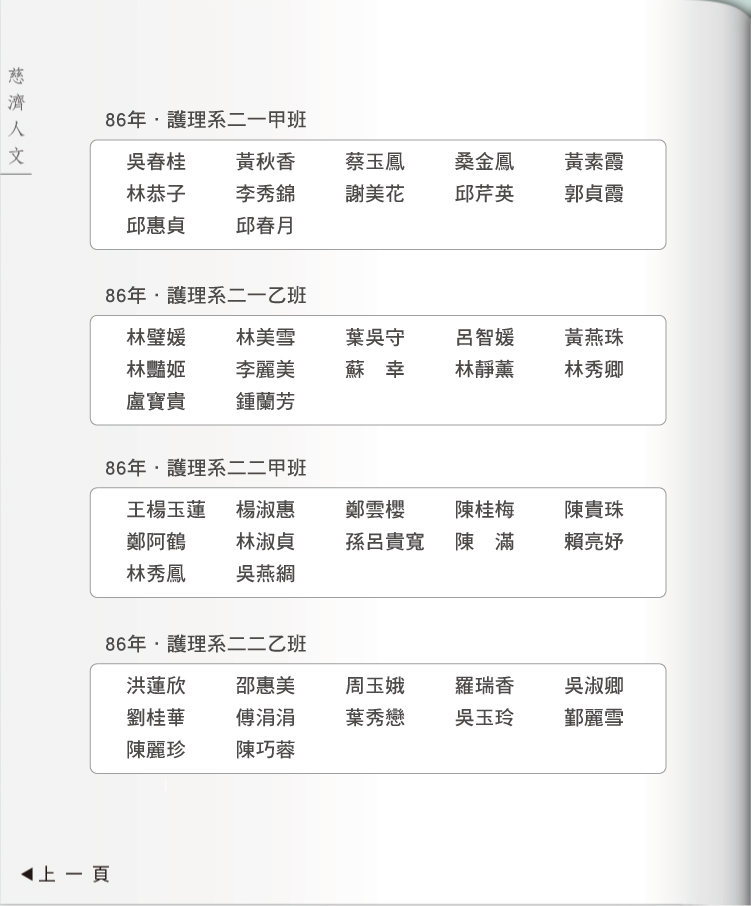 慈濟人文
86年．護理系二一甲班
吳春桂 黃秋香 蔡玉鳳 桑金鳳 黃素霞
林恭子 李秀錦 謝美花 邱芹英 郭貞霞
邱惠貞 邱春月
86年．護理系二一乙班
林璧媛 林美雪 葉吳守 呂智媛 黃燕珠
林豔姬 李麗美 蘇　幸 林靜薰 林秀卿
盧寶貴 鍾蘭芳
86年．護理系二二甲班
王楊玉蓮 楊淑惠 鄭雲櫻 陳桂梅 陳貴珠
鄭阿鶴 林淑貞 孫呂貴寬 陳　滿 賴亮妤
林秀鳳 吳燕綢
86年．護理系二二乙班
洪蓮欣 邵惠美 周玉娥 羅瑞香 吳淑卿
劉桂華 傅涓涓 葉秀戀 吳玉玲 鄞麗雪
陳麗珍 陳巧蓉
◀上一頁